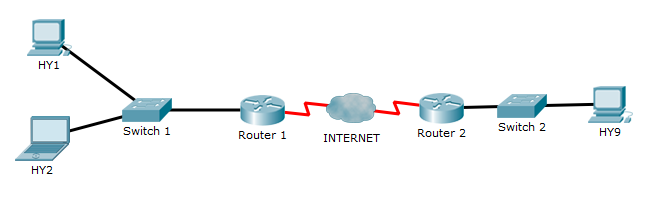 HY1
HY2
Switch 1
Router 1
INTERNET
Router 2
Switch 2
HY9